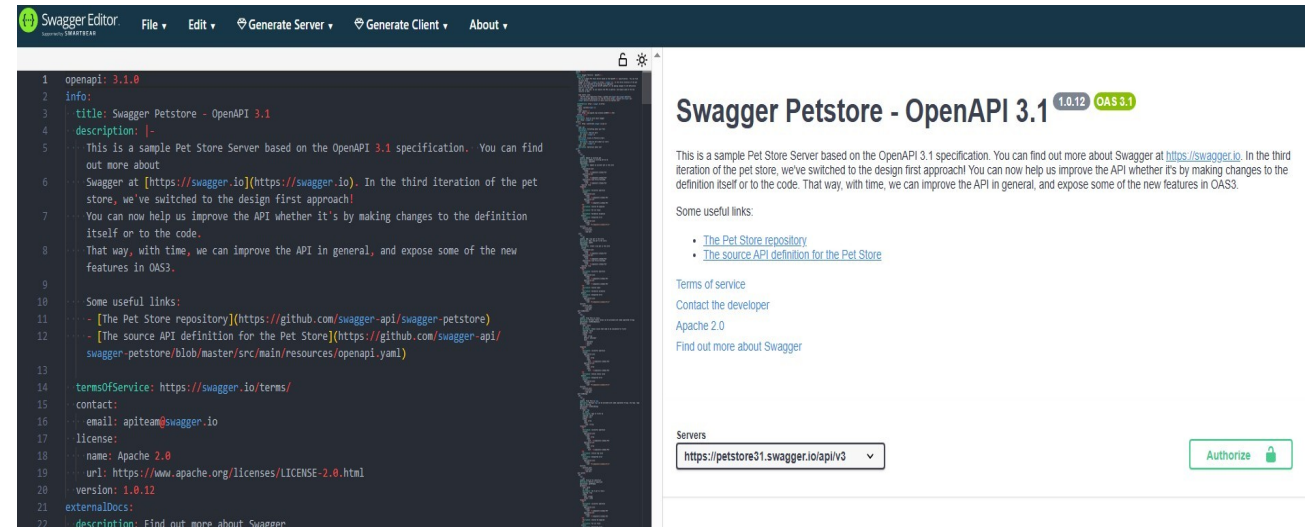 Swagger Editor.
Supported by SMARTBEAR
File Edit Generate Server Generate Client About
1 openapi: 3.1.0
2 info:
3 title: Swagger Petstore - OpenAPI 3.1
4 description: |-
5 This is a sample Pet Store Server based on the OpenAPI 3.1 specification. You can find
out more about
6 Swagger at [https://swagger.io](https://swagger.io). In the third iteration of the pet
store, we've switched to the design first approach!
7 You can now help us improve the API whether it's by making changes to the definition
itself or to the code.
8 That way, with time, we can improve the API in general, and expose some of the new
features in OAS3.
9
10 Some useful links:
11 - [The Pet Store repository](https://github.com/swagger-api/swagger-petstore)
12 - [The source API definition for the Pet Store](https://github.com/swagger-api/
swagger-petstore/blob/master/src/main/resources/openapi.yaml)
13
14 termsOfService: https://swagger.io/terms/
15 contact:
16 email: apiteam@swagger.io
17 license:
18 name: Apache 2.0
19 url: https://www.apache.org/licenses/LICENSE-2.0.html
20 version: 1.0.12
21 externalDocs:
22 description: Find out more about Swagger
Swagger Petstore - OpenAPI 3.1 1.0.12 OAS 3.1
This is a sample Pet Store Server based on the OpenAPI 3.1 specification. You can find out more about Swagger at https://swagger.io. In the third
iteration of the pet store, we've switched to the design first approach! You can now help us improve the API whether it's by making changes to the
definition itself or to the code. That way, with time, we can improve the API in general, and expose some of the new features in OAS3.
Some useful links:
• The Pet Store repository
• The source API definition for the Pet Store
Terms of service
Contact the developer
Apache 2.0
Find out more about Swagger
Servers
https://petstore31.swagger.io/api/v3
Authorize